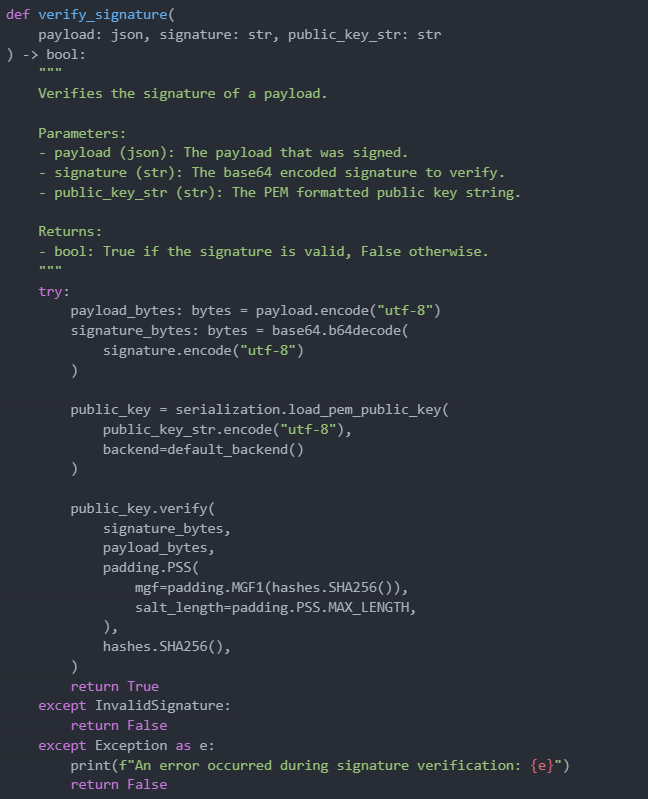 def verify_signature(
    payload: json, signature: str, public_key_str: str
) -> bool:
    """
    Verifies the signature of a payload.

    Parameters:
    - payload (json): The payload that was signed.
    - signature (str): The base64 encoded signature to verify.
    - public_key_str (str): The PEM formatted public key string.

    Returns:
    - bool: True if the signature is valid, False otherwise.
    """
    try:
        payload_bytes: bytes = payload.encode("utf-8")
        signature_bytes: bytes = base64.b64decode(
            signature.encode("utf-8")
        )

        public_key = serialization.load_pem_public_key(
            public_key_str.encode("utf-8"),
            backend=default_backend()
        )

        public_key.verify(
            signature_bytes,
            payload_bytes,
            padding.PSS(
                mgf=padding.MGF1(hashes.SHA256()),
                salt_length=padding.PSS.MAX_LENGTH,
            ),
            hashes.SHA256(),
        )
        return True
    except InvalidSignature:
        return False
    except Exception as e:
        print(f"An error occurred during signature verification: {e}")
        return False